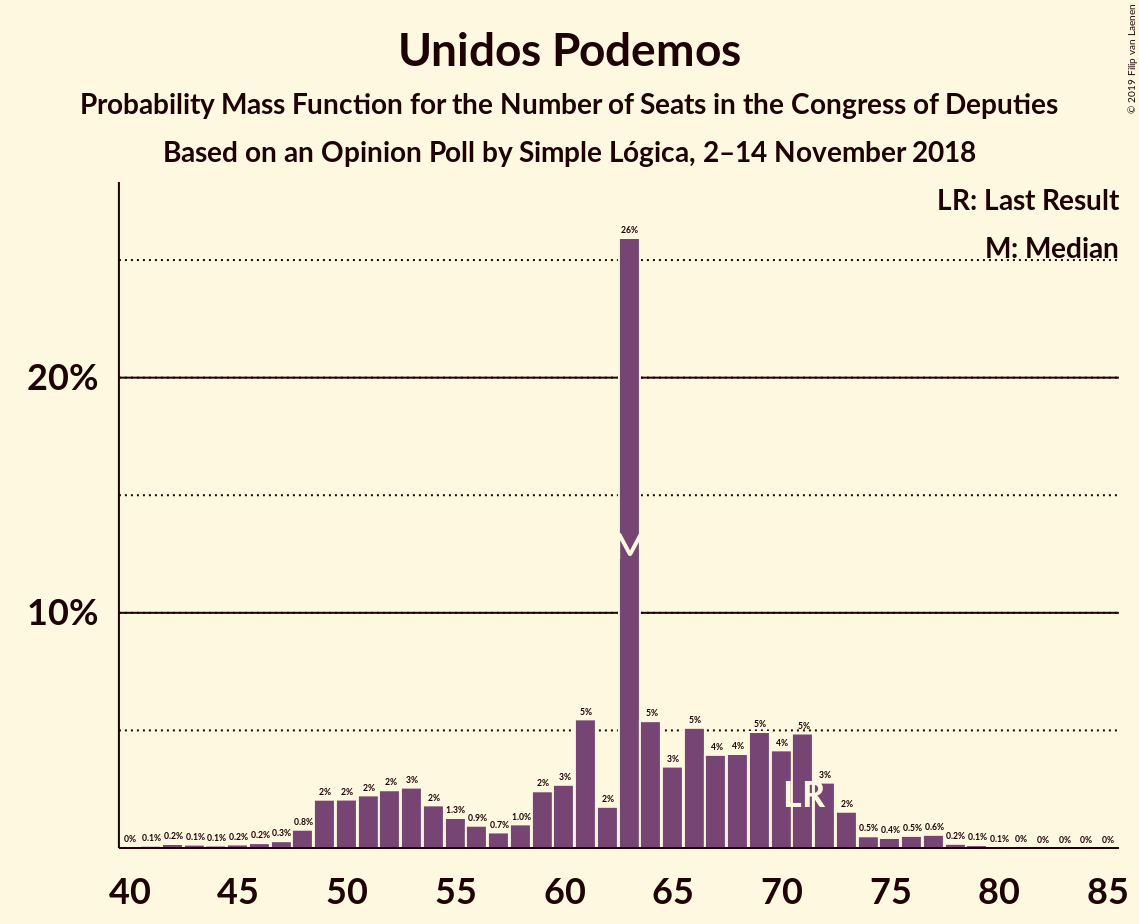 Unidos Podemos
Probability Mass Function for the Number of Seats in the Congress of Deputies
Based on an Opinion Poll by Simple Lógica, 2–14 November 2018
© 2019 Filip van Laenen
LR: Last Result
M: Median
20%
10%
0% 0.1% 0.2% 0.1% 0.1% 0.2% 0.2% 0.3% 0.8% 2% 2% 2% 2% 3% 2% 1.3% 0.9% 0.7% 1.0% 2% 3% 5% 2% 26% 5% 3% 5% 4% 4% 5% 4% 5% 3% 2% 0.5% 0.4% 0.5% 0.6% 0.2% 0.1% 0.1% 0% 0% 0% 0% 0%
M
LR
40 45 50 55 60 65 70 75 80 85